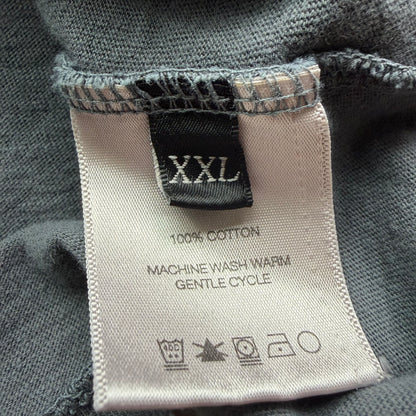 XXL
100% COTTON
MACHINE WASH WARM
GENTLE CYCLE